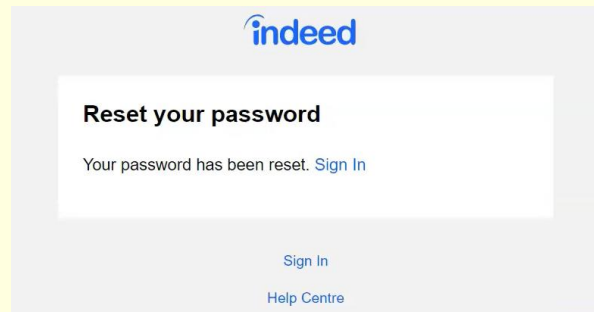 indeed
Reset your password
Your password has been reset. Sign In
Sign In
Help Centre